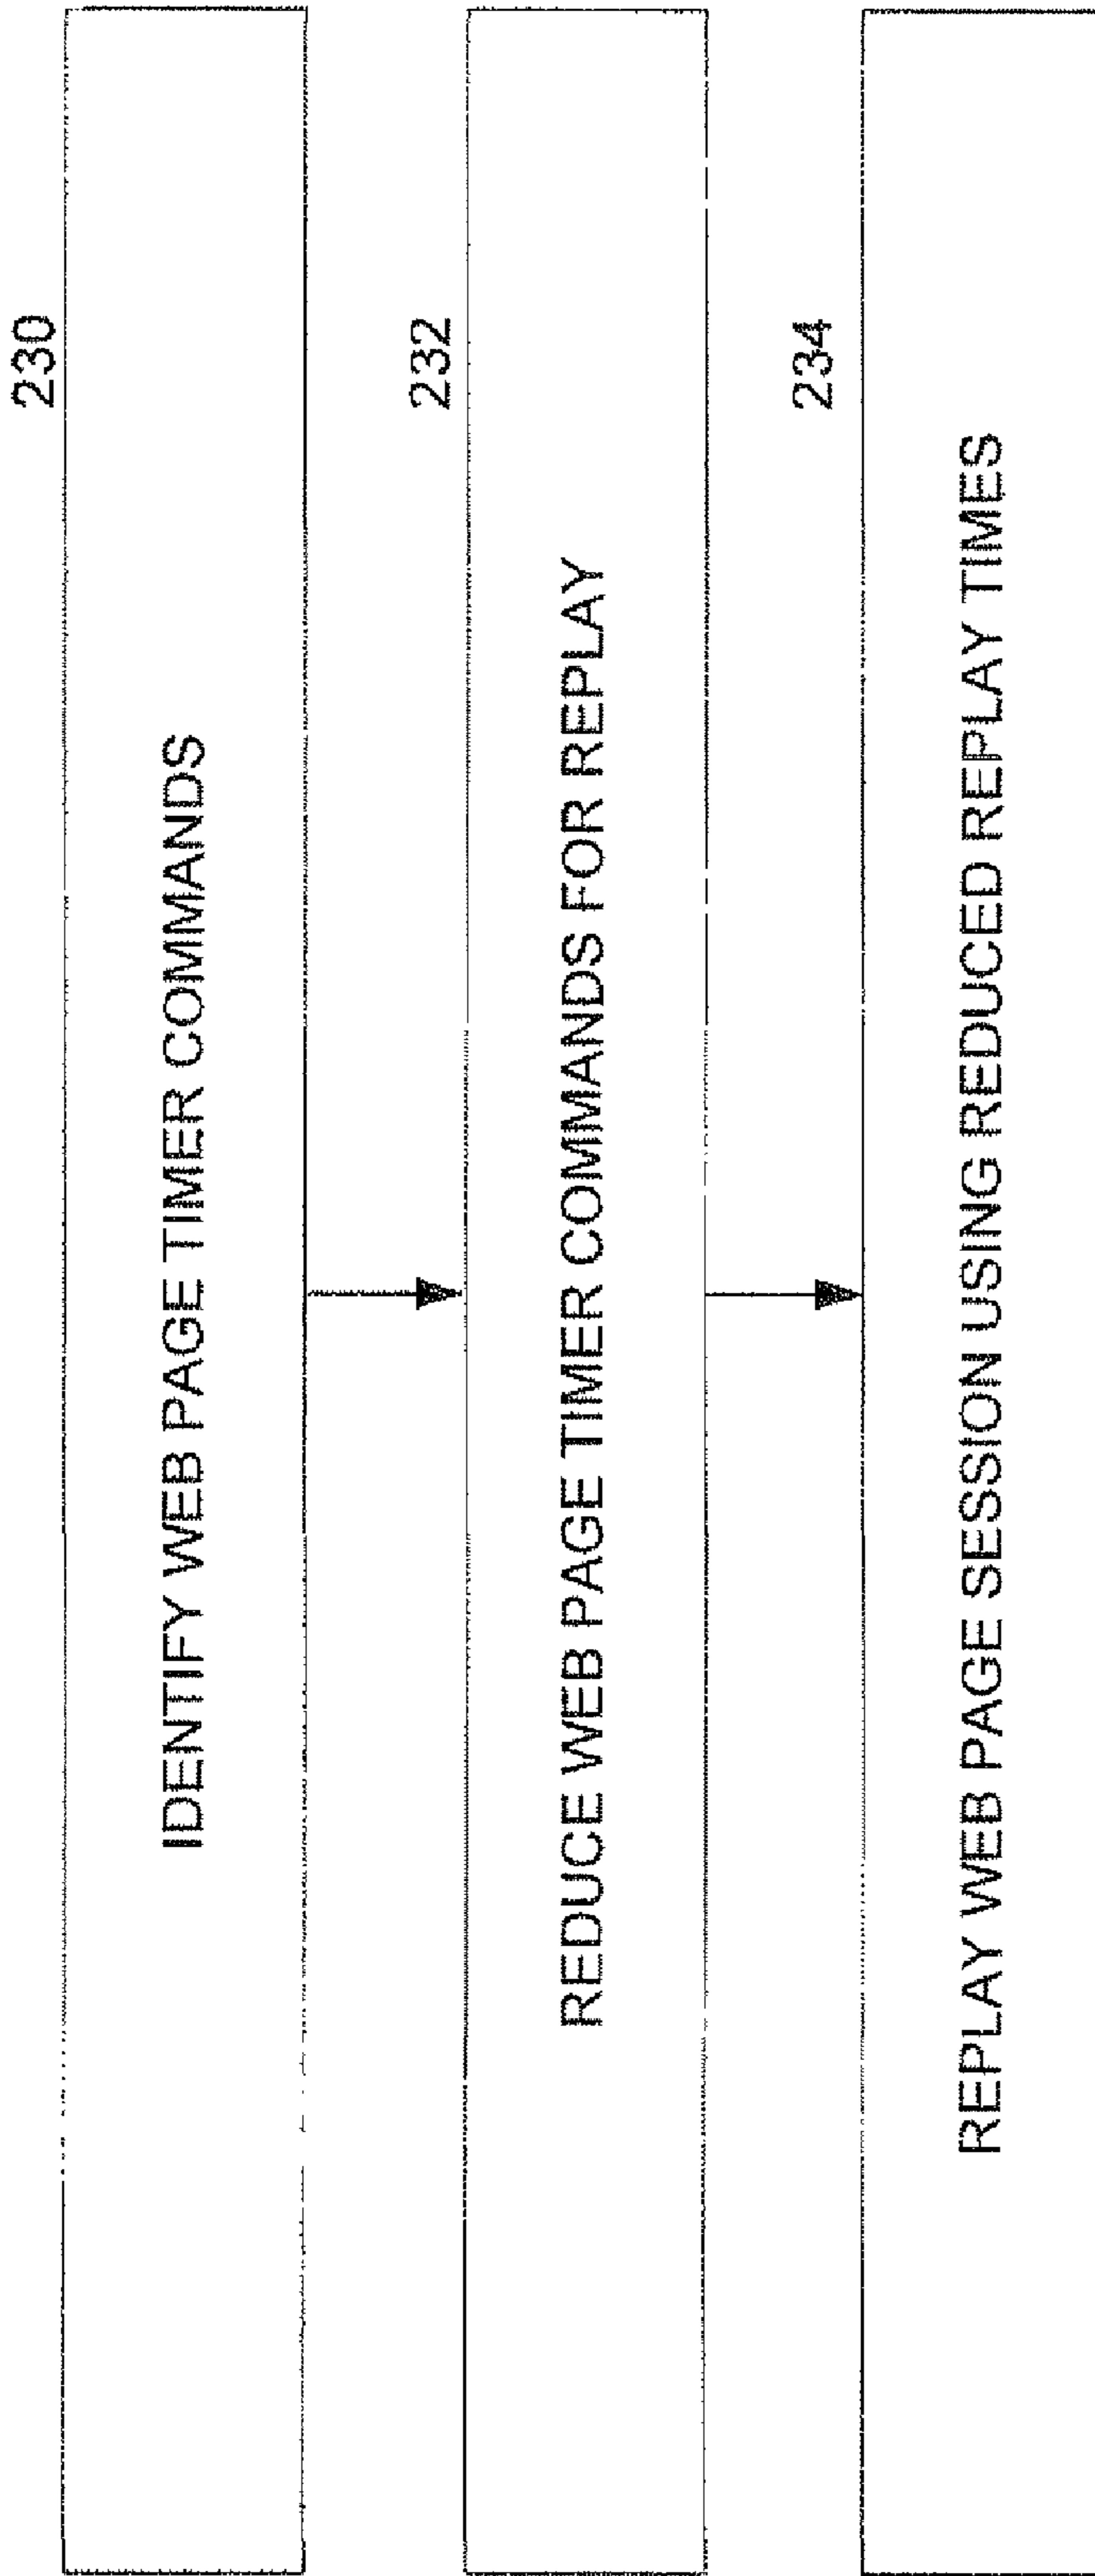 230
IDENTIFY WEB PAGE TIMER COMMANDS
232
REDUCE WEB PAGE TIMER COMMANDS FOR REPLAY
234
REPLAY WEB PAGE SESSION USING REDUCED REPLAY TIMES